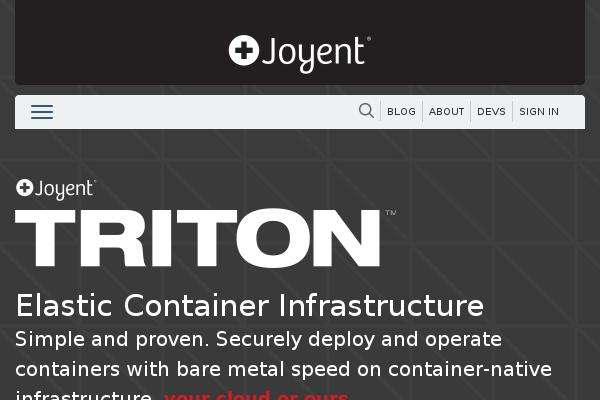 Joyent®
BLOG ABOUT DEVS SIGN IN
Joyent®
TRITON™
Elastic Container Infrastructure
Simple and proven. Securely deploy and operate
containers with bare metal speed on container-native
infrastructure, your cloud or ours